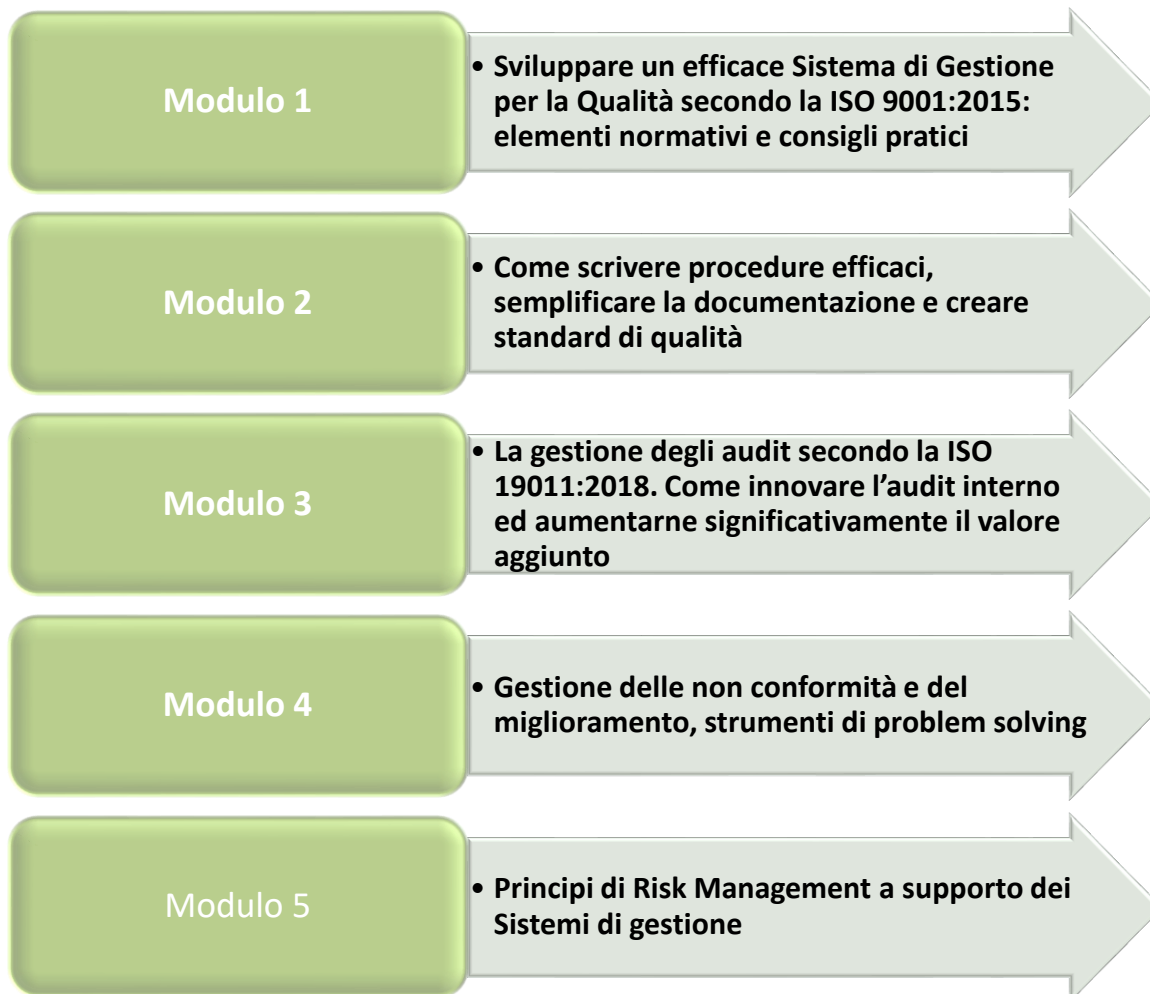 Modulo 1
• Sviluppare un efficace Sistema di Gestione
per la Qualità secondo la ISO 9001:2015:
elementi normativi e consigli pratici
Modulo 2
• Come scrivere procedure efficaci,
semplificare la documentazione e creare
standard di qualità
Modulo 3
• La gestione degli audit secondo la ISO
19011:2018. Come innovare l’audit interno
ed aumentarne significativamente il valore
aggiunto
Modulo 4
• Gestione delle non conformità e del
miglioramento, strumenti di problem solving
Modulo 5
• Principi di Risk Management a supporto dei
Sistemi di gestione